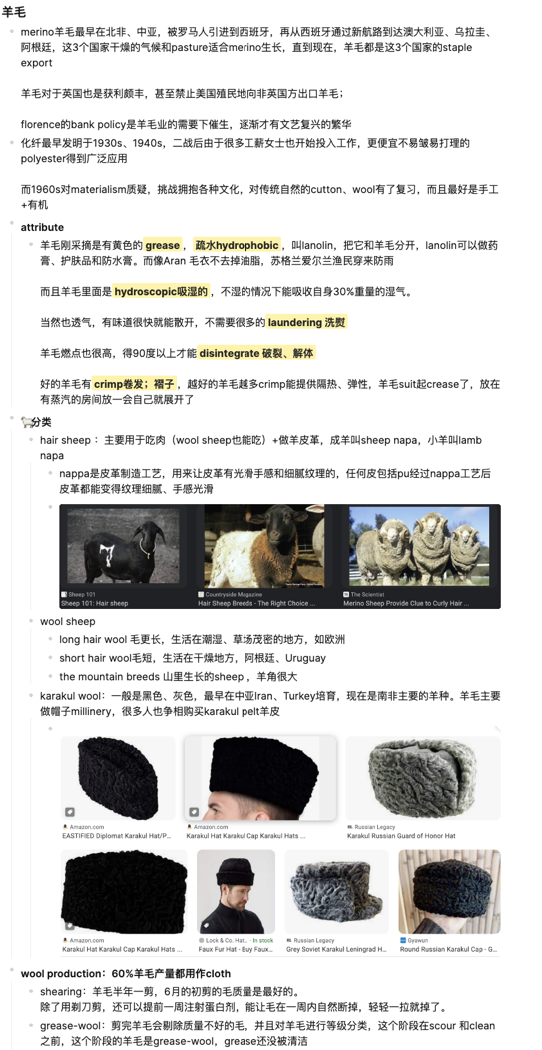 羊毛
merino羊毛最早在北非、中亚，被罗马人引进到西班牙，再从西班牙通过新航路到达澳大利亚、乌拉圭、
阿根廷，这3个国家干燥的气候和pasture适合merino生长，直到现在，羊毛都是这3个国家的staple
export
羊毛对于英国也是获利颇丰，甚至禁止美国殖民地向非英国方出口羊毛；
florence的bank policy是羊毛业的需要下催生，逐渐才有文艺复兴的繁华
化纤最早发明于1930s、1940s，二战后由于很多工薪女士也开始投入工作，更便宜不易皱易打理的
polyester得到广泛应用
而1960s对materialism质疑，挑战拥抱各种文化，对传统自然的cutton、wool有了复习，而且最好是手工
+有机
attribute
羊毛刚采摘是有黄色的 grease ，疏水hydrophobic ，叫lanolin，把它和羊毛分开，lanolin可以做药
膏、护肤品和防水膏。而像Aran 毛衣不去掉油脂，苏格兰爱尔兰渔民穿来防雨
而且羊毛里面是 hydroscopic吸湿的 ，不湿的情况下能吸收自身30%重量的湿气。
当然也透气，有味道很快就能散开，不需要很多的 laundering 洗熨
羊毛燃点也很高，得90度以上才能 disintegrate 破裂、解体
好的羊毛有 crimp卷发；褶子 ，越好的羊毛越多crimp能提供隔热、弹性，羊毛suit起crease了，放在
有蒸汽的房间放一会自己就展开了
🐑分类
hair sheep ：主要用于吃肉（wool sheep也能吃）+做羊皮革，成羊叫sheep napa，小羊叫lamb
napa
nappa是皮革制造工艺，用来让皮革有光滑手感和细腻纹理的，任何皮包括pu经过nappa工艺后
皮革都能变得纹理细腻、手感光滑
Sheep 101
Countryside Magazine
The Scientist
Sheep 101: Hair sheep
Hair Sheep Breeds - The Right Choice ...
Merino Sheep Provide Clue to Curly Hair ...
wool sheep
long hair wool 毛更长，生活在潮湿、草场茂密的地方，如欧洲
short hair wool毛短，生活在干燥地方，阿根廷、Uruguay
the mountain breeds 山里生长的sheep ，羊角很大
karakul wool：一般是黑色、灰色，最早在中亚Iran、Turkey培育，现在是南非主要的羊种。羊毛主要
做帽子millinery，很多人也争相购买karakul pelt羊皮
Amazon.com
Amazon.com
Russian Legacy
EASTIFIED Diplomat Karakul Hat/P...
Karakul Hat Karakul Cap Karakul Hats ...
Karakul Russian Guard of Honor Hat
Amazon.com
Lock & Co. Hat... · In stock
Russian Legacy
Gyowun
Karakul Hat Karakul Cap Karakul Hats ...
Faux Fur Hat - Buy Faux...
Grey Soviet Karakul Leningrad H...
Round Russian Karakul Cap - G...
wool production：60%羊毛产量都用作cloth
shearing：羊毛半年一剪，6月的初剪的毛质量是最好的。
除了用剃刀剪，还可以提前一周注射蛋白剂，能让毛在一周内自然断掉，轻轻一拉就掉了。
grease-wool：剪完羊毛会剔除质量不好的毛，并且对羊毛进行等级分类，这个阶段在scour 和clean
之前，这个阶段的羊毛是grease-wool，grease还没被清洁